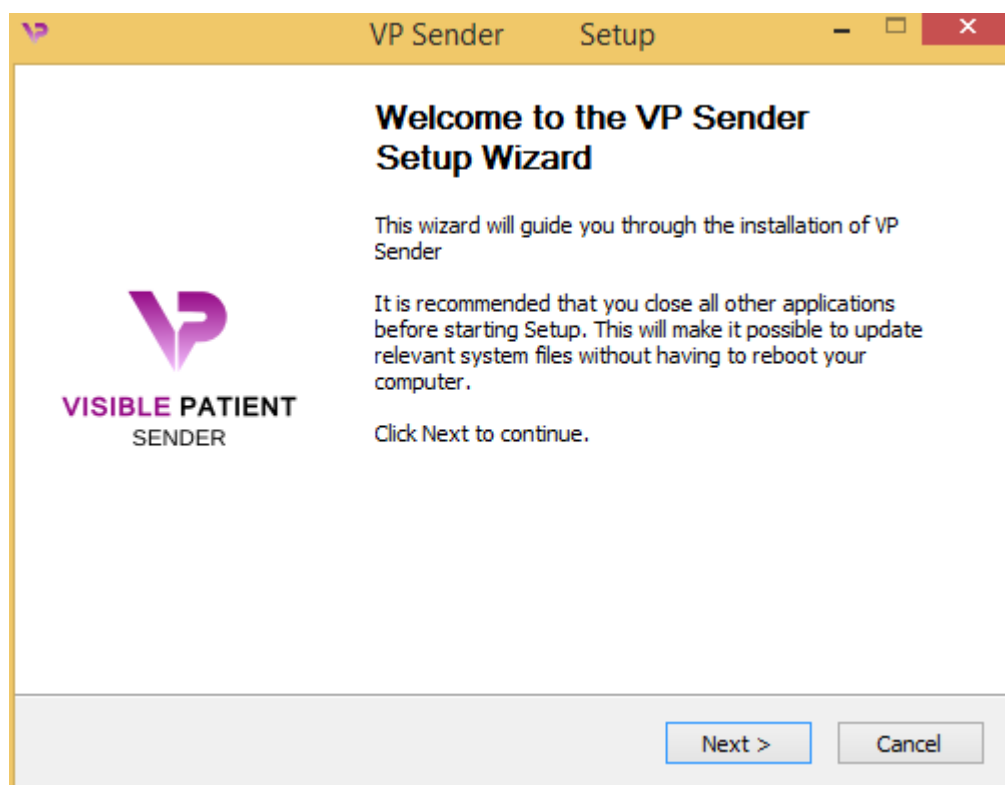 VP Sender Setup
Welcome to the VP Sender
Setup Wizard
This wizard will guide you through the installation of VP
Sender
It is recommended that you close all other applications
before starting Setup. This will make it possible to update
relevant system files without having to reboot your
computer.
Click Next to continue.
VP
VISIBLE PATIENT
SENDER
Next >
Cancel